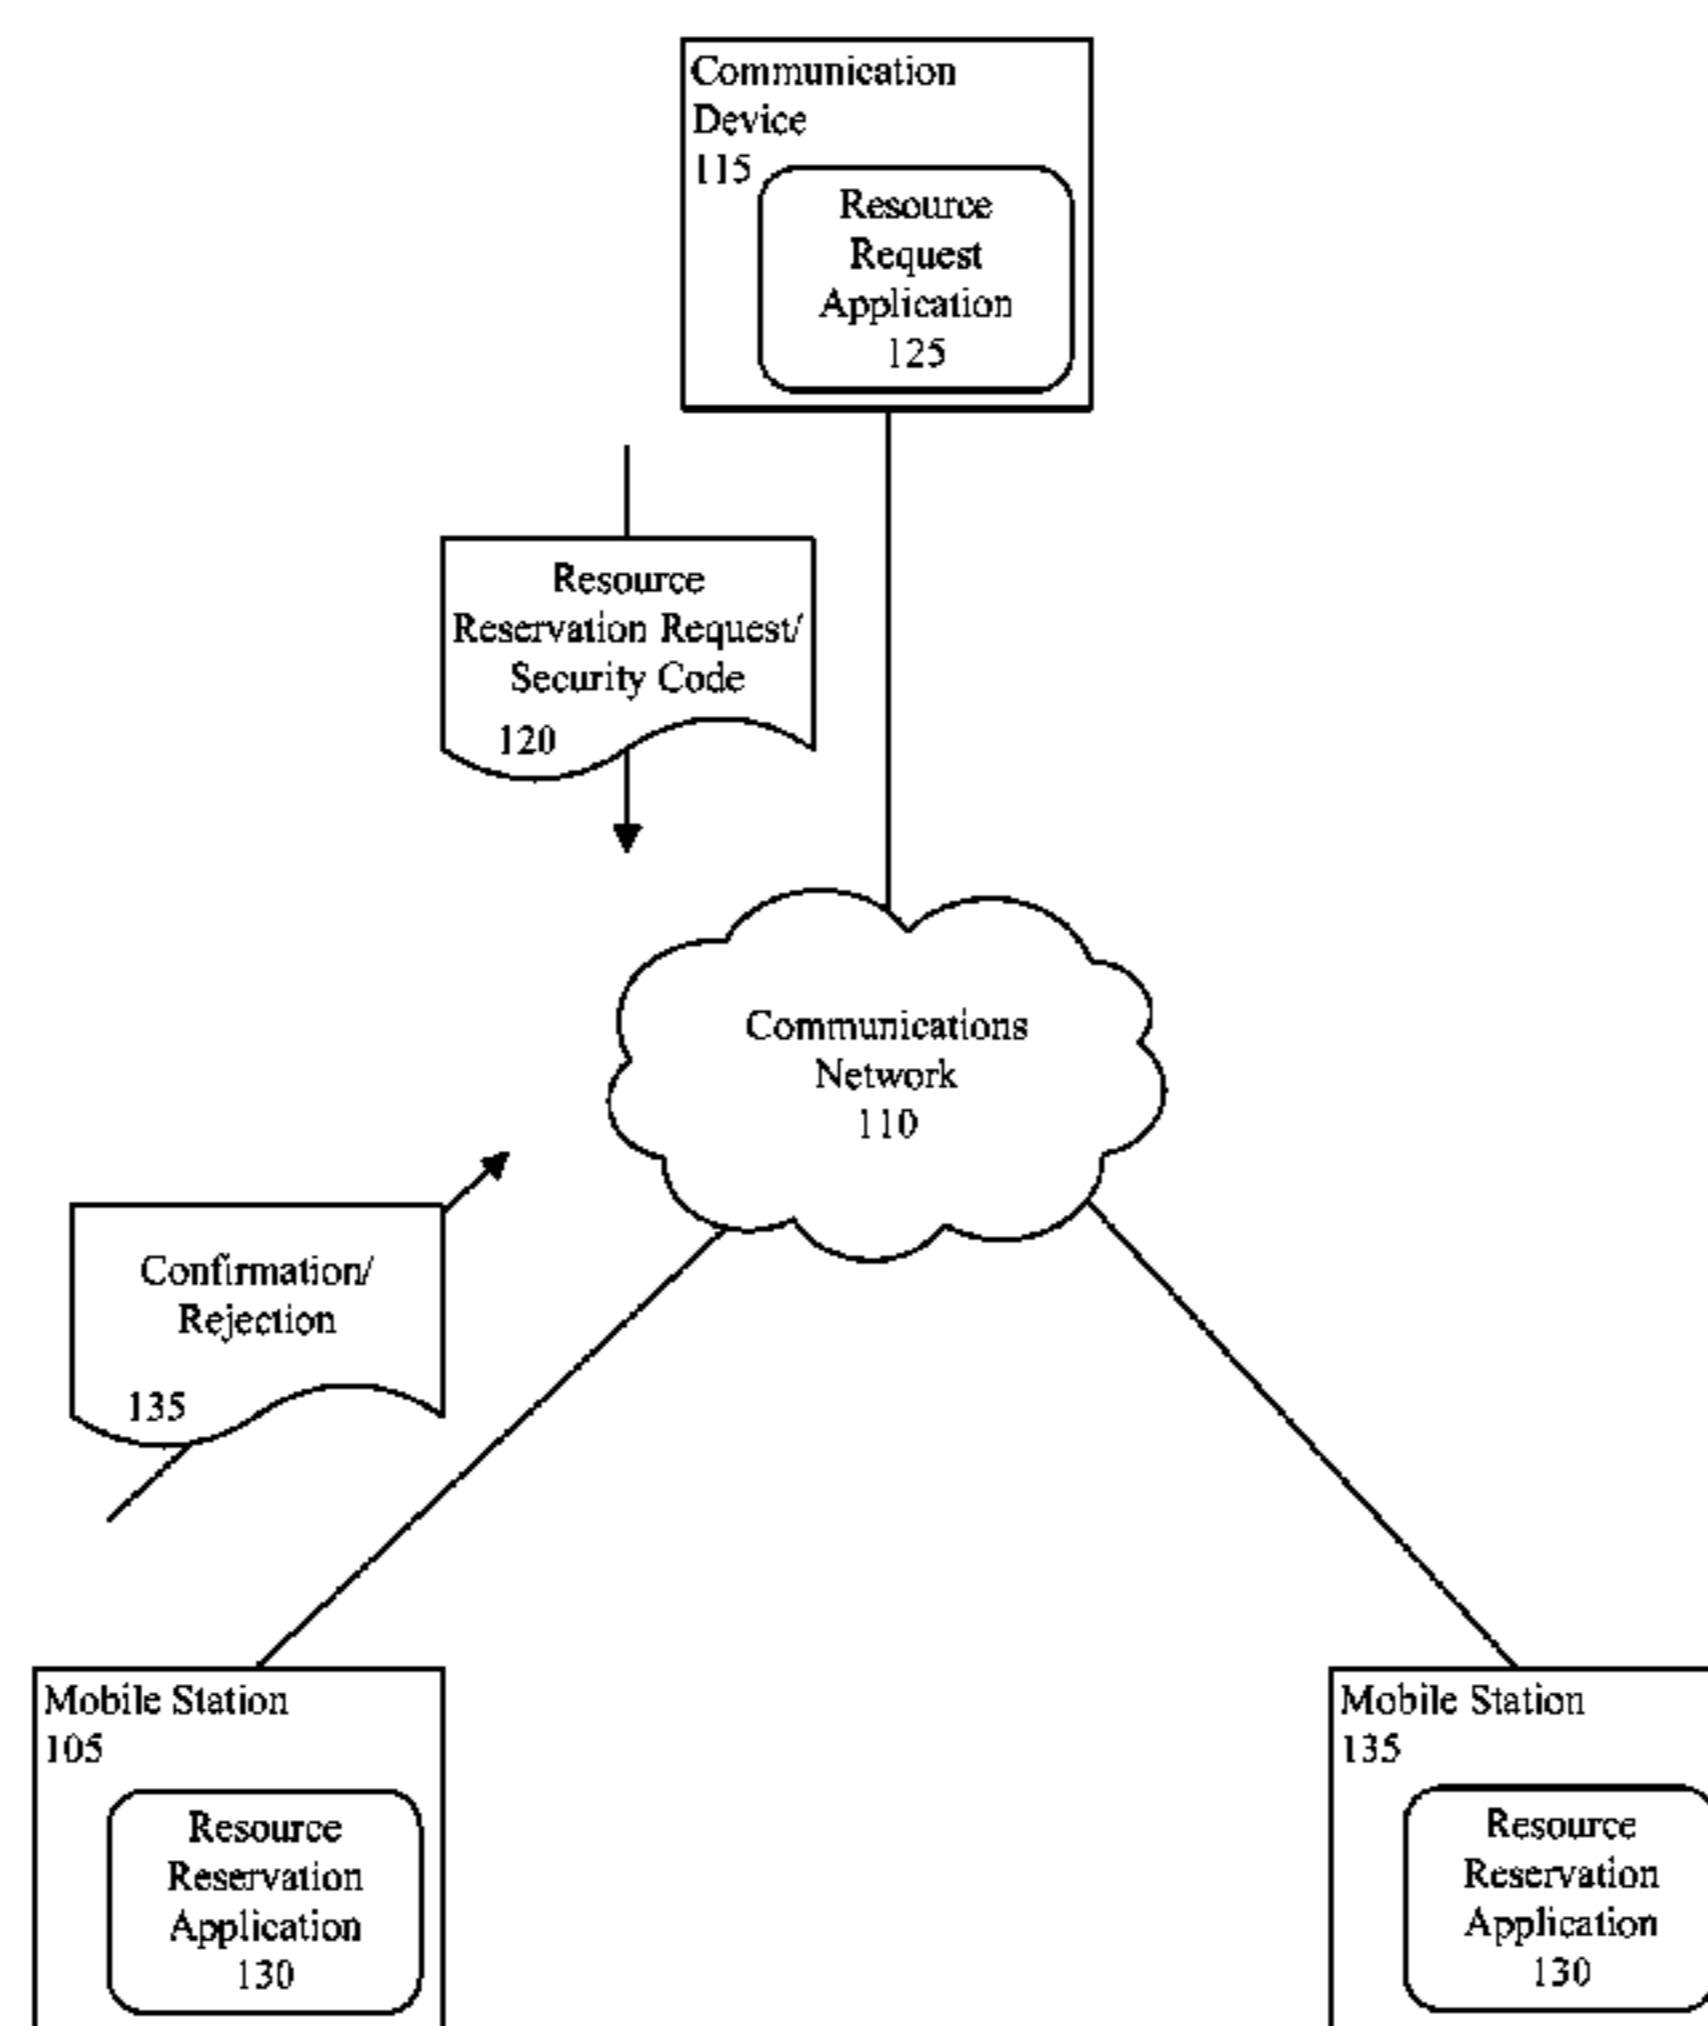 Communication
Device
115
Resource
Request
Application
125
Resource
Reservation Request/
Security Code
120
Communications
Network
110
Confirmation/
Rejection
135
Mobile Station
105
Resource
Reservation
Application
130
Mobile Station
135
Resource
Reservation
Application
130